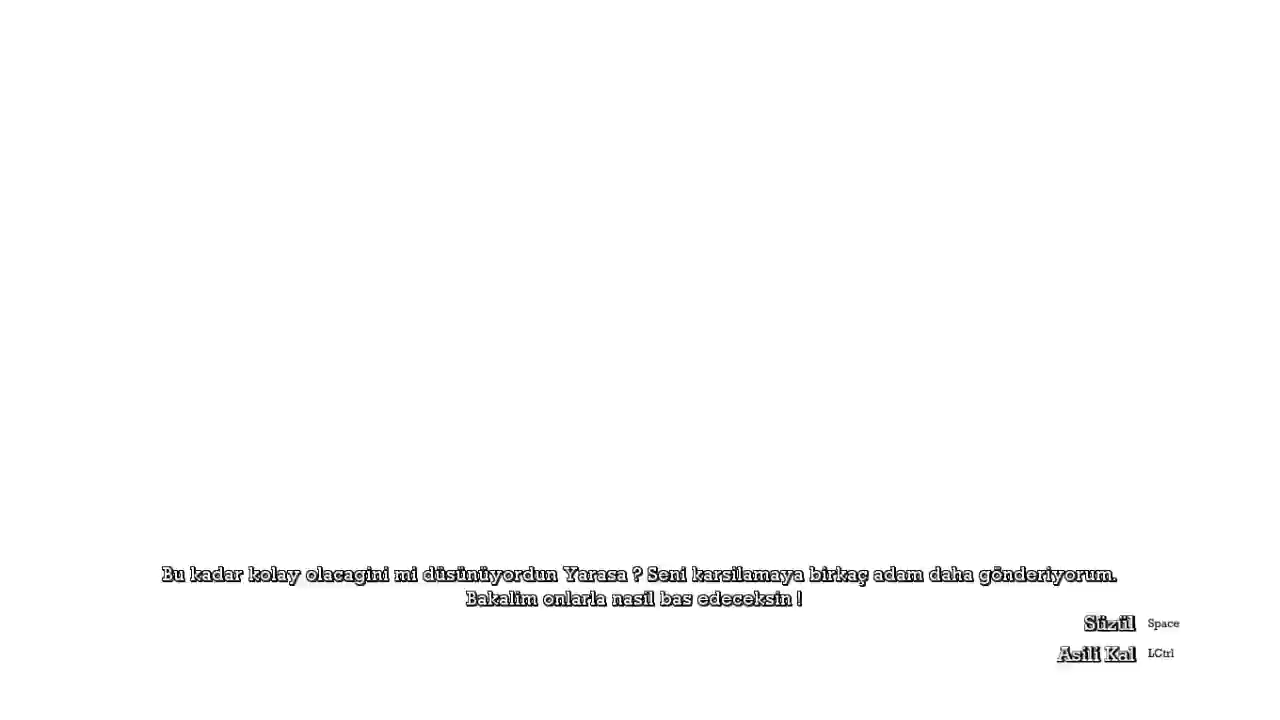 Bu kadar kolay olacagini mi düsünüyordun Yarasa ? Seni karsilamaya birkaç adam daha gönderiyorum.
Bakalim onlarla nasil bas edeceksin !
Süzül Space
Asili Kal LCtrl